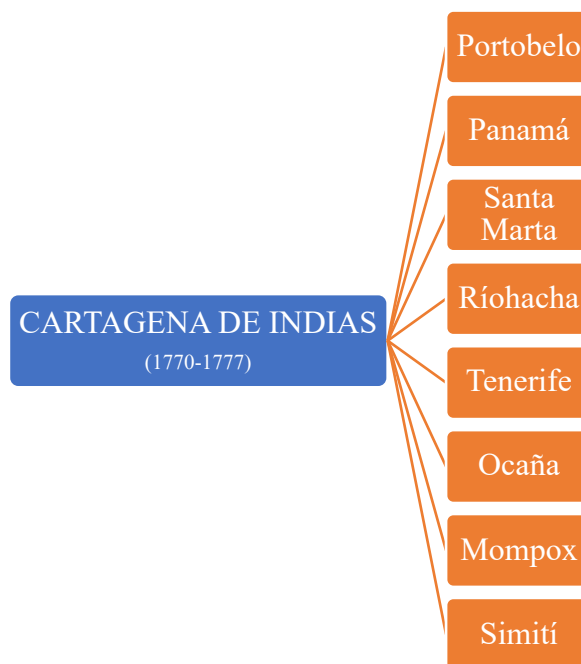 Portobelo
Panamá
Santa
Marta
Ríohacha
CARTAGENA DE INDIAS
(1770-1777)
Tenerife
Ocaña
Mompox
Simití